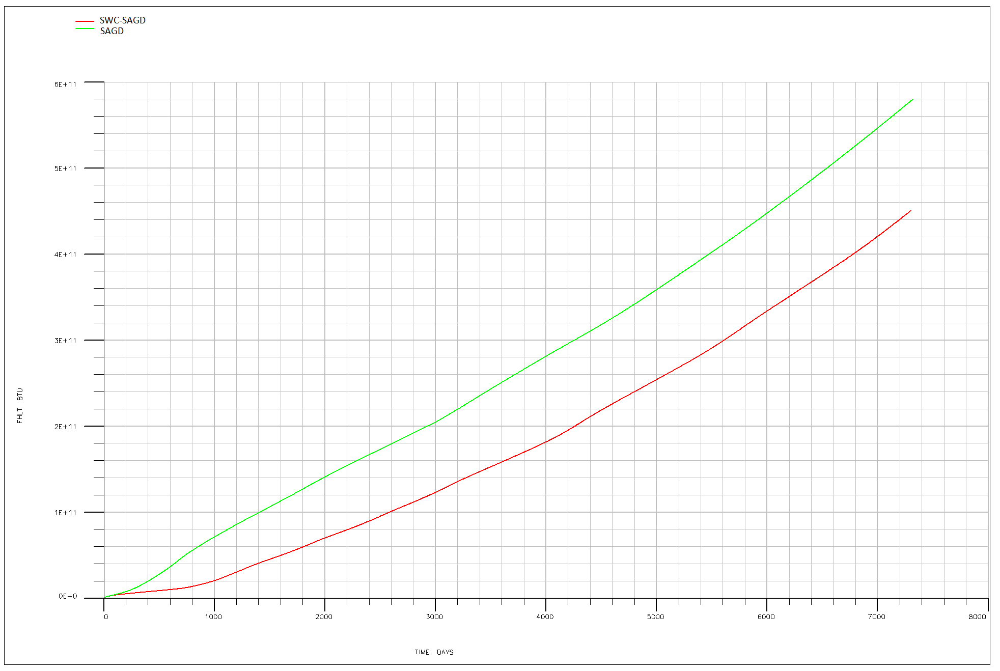 SWC-SAGD
SAGD
6E+11
5E+11
4E+11
3E+11
2E+11
1E+11
0E+0
FHLT BTU
0 1000 2000 3000 4000 5000 6000 7000 8000
TIME DAYS